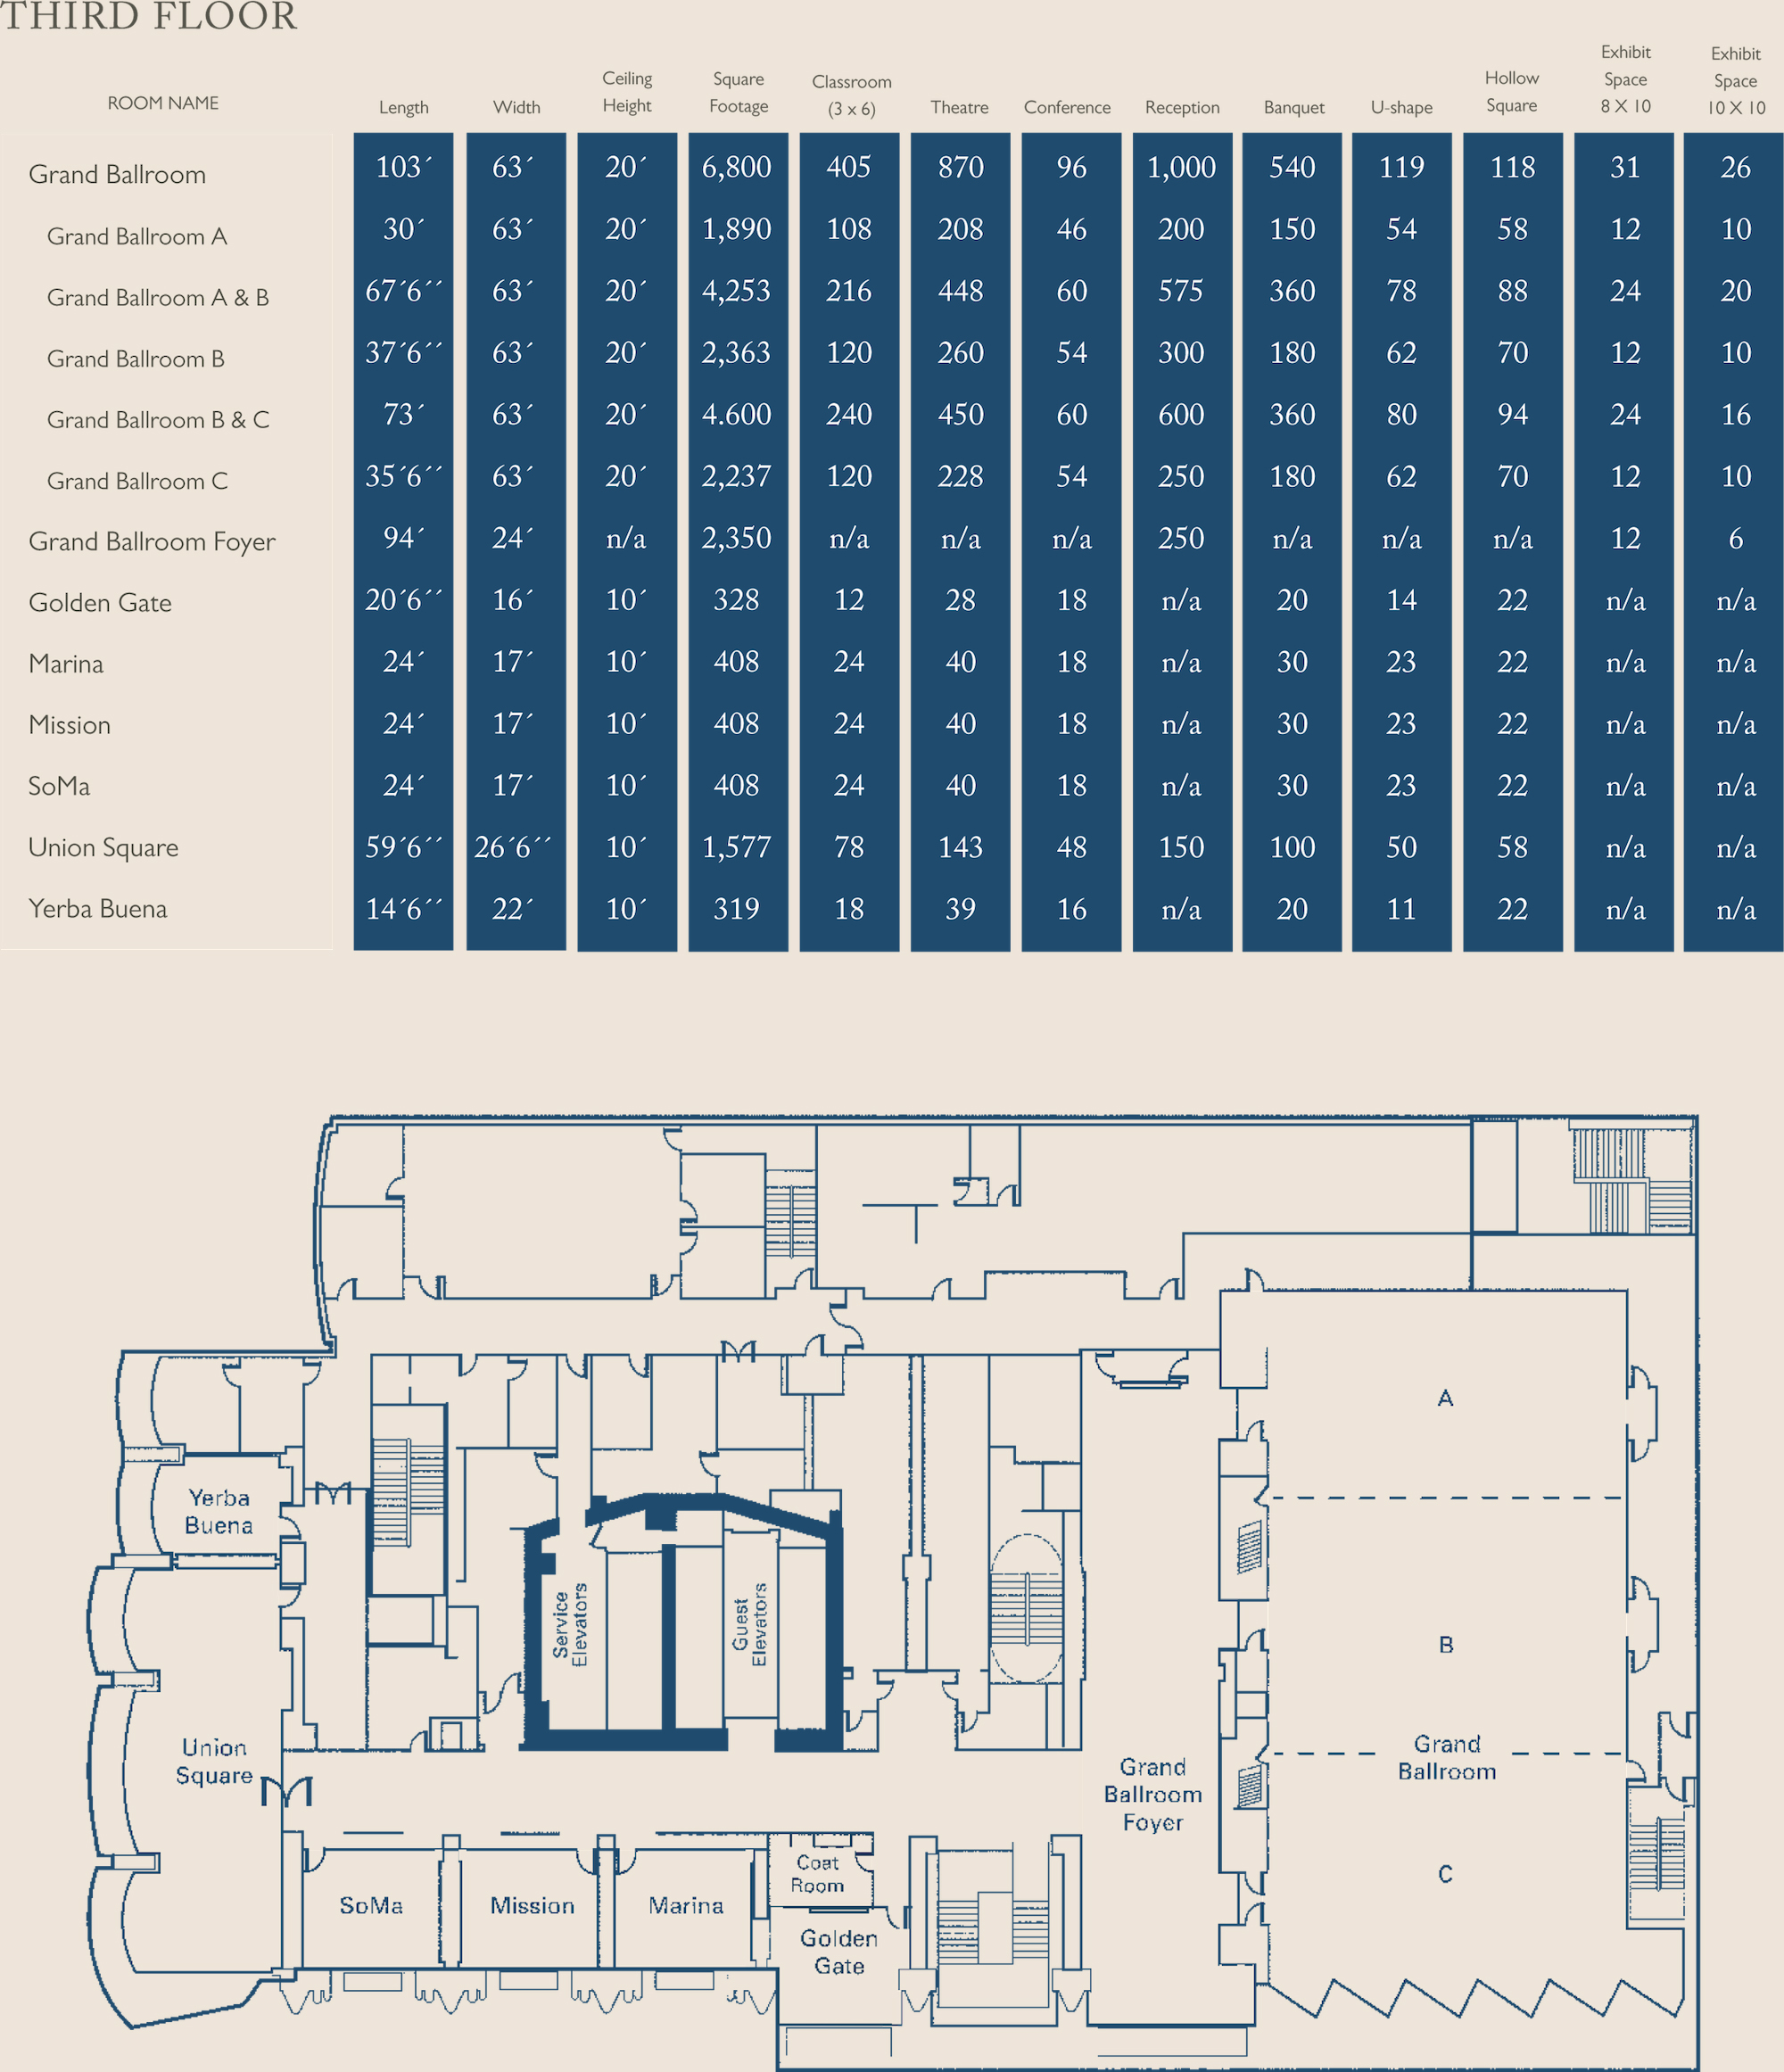 THIRD FLOOR
ROOM NAME Length Width Ceiling Height Square Footage Classroom (3 x 6) Theatre Conference Reception Banquet U-shape Hollow Square Exhibit Space 8 X 10 Exhibit Space 10 X 10
Grand Ballroom 103´ 63´ 20´ 6,800 405 870 96 1,000 540 119 118 31 26
Grand Ballroom A 30´ 63´ 20´ 1,890 108 208 46 200 150 54 58 12 10
Grand Ballroom A & B 67´6´´ 63´ 20´ 4,253 216 448 60 575 360 78 88 24 20
Grand Ballroom B 37´6´´ 63´ 20´ 2,363 120 260 54 300 180 62 70 12 10
Grand Ballroom B & C 73´ 63´ 20´ 4.600 240 450 60 600 360 80 94 24 16
Grand Ballroom C 35´6´´ 63´ 20´ 2,237 120 228 54 250 180 62 70 12 10
Grand Ballroom Foyer 94´ 24´ n/a 2,350 n/a n/a n/a 250 n/a n/a n/a 12 6
Golden Gate 20´6´´ 16´ 10´ 328 12 28 18 n/a 20 14 22 n/a n/a
Marina 24´ 17´ 10´ 408 24 40 18 n/a 30 23 22 n/a n/a
Mission 24´ 17´ 10´ 408 24 40 18 n/a 30 23 22 n/a n/a
SoMa 24´ 17´ 10´ 408 24 40 18 n/a 30 23 22 n/a n/a
Union Square 59´6´´ 26´6´´ 10´ 1,577 78 143 48 150 100 50 58 n/a n/a
Yerba Buena 14´6´´ 22´ 10´ 319 18 39 16 n/a 20 11 22 n/a n/a
A
Yerba
Buena
Service
Elevators
Guest
Elevators
B
Union
Square
Grand
Ballroom
Foyer
Grand
Ballroom
C
Coat
Room
SoMa
Mission
Marina
Golden
Gate